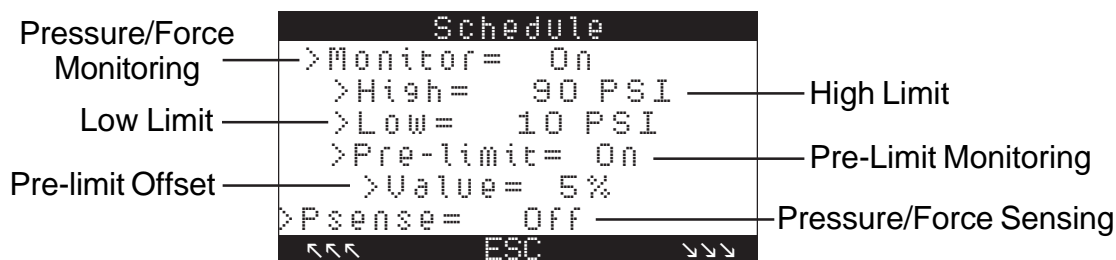 Schedule
Pressure/Force
Monitoring
>Monitor= On
>High= 90 PSI
High Limit
Low Limit
>Low= 10 PSI
>Pre-limit= On
Pre-Limit Monitoring
Pre-limit Offset
>Value= 5%
>Psense= Off
Pressure/Force Sensing
↖↖↖ ESC ↘↘↘